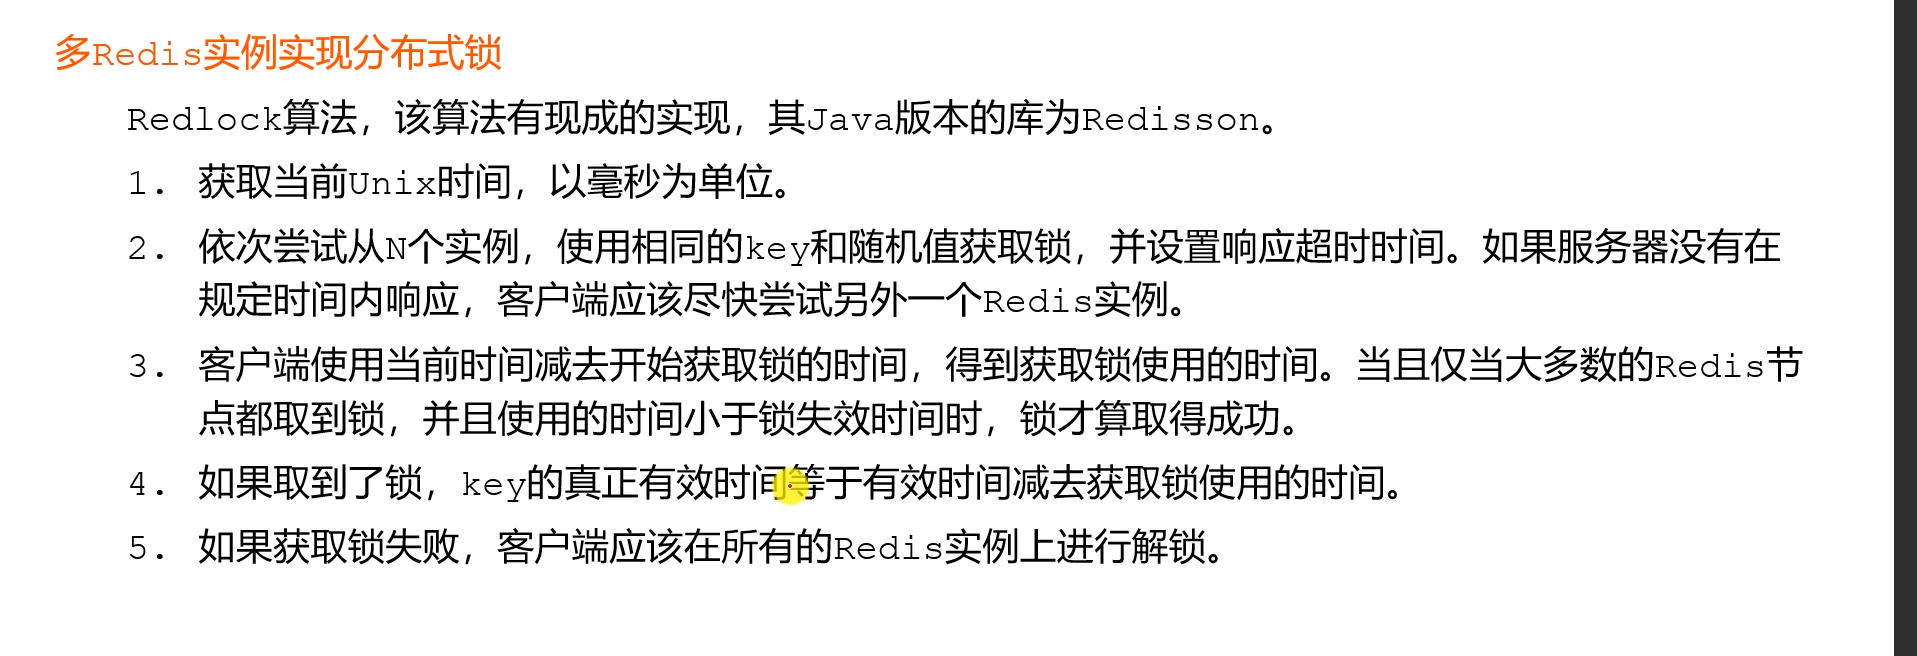 多Redis实例实现分布式锁
Redlock算法，该算法有现成的实现，其Java版本的库为Redisson。
1. 获取当前Unix时间，以毫秒为单位。
2. 依次尝试从N个实例，使用相同的key和随机值获取锁，并设置响应超时时间。如果服务器没有在
规定时间内响应，客户端应该尽快尝试另外一个Redis实例。
3. 客户端使用当前时间减去开始获取锁的时间，得到获取锁使用的时间。当且仅当大多数的Redis节
点都取到锁，并且使用的时间小于锁失效时间时，锁才算取得成功。
4. 如果取到了锁，key的真正有效时间等于有效时间减去获取锁使用的时间。
5. 如果获取锁失败，客户端应该在所有的Redis实例上进行解锁。